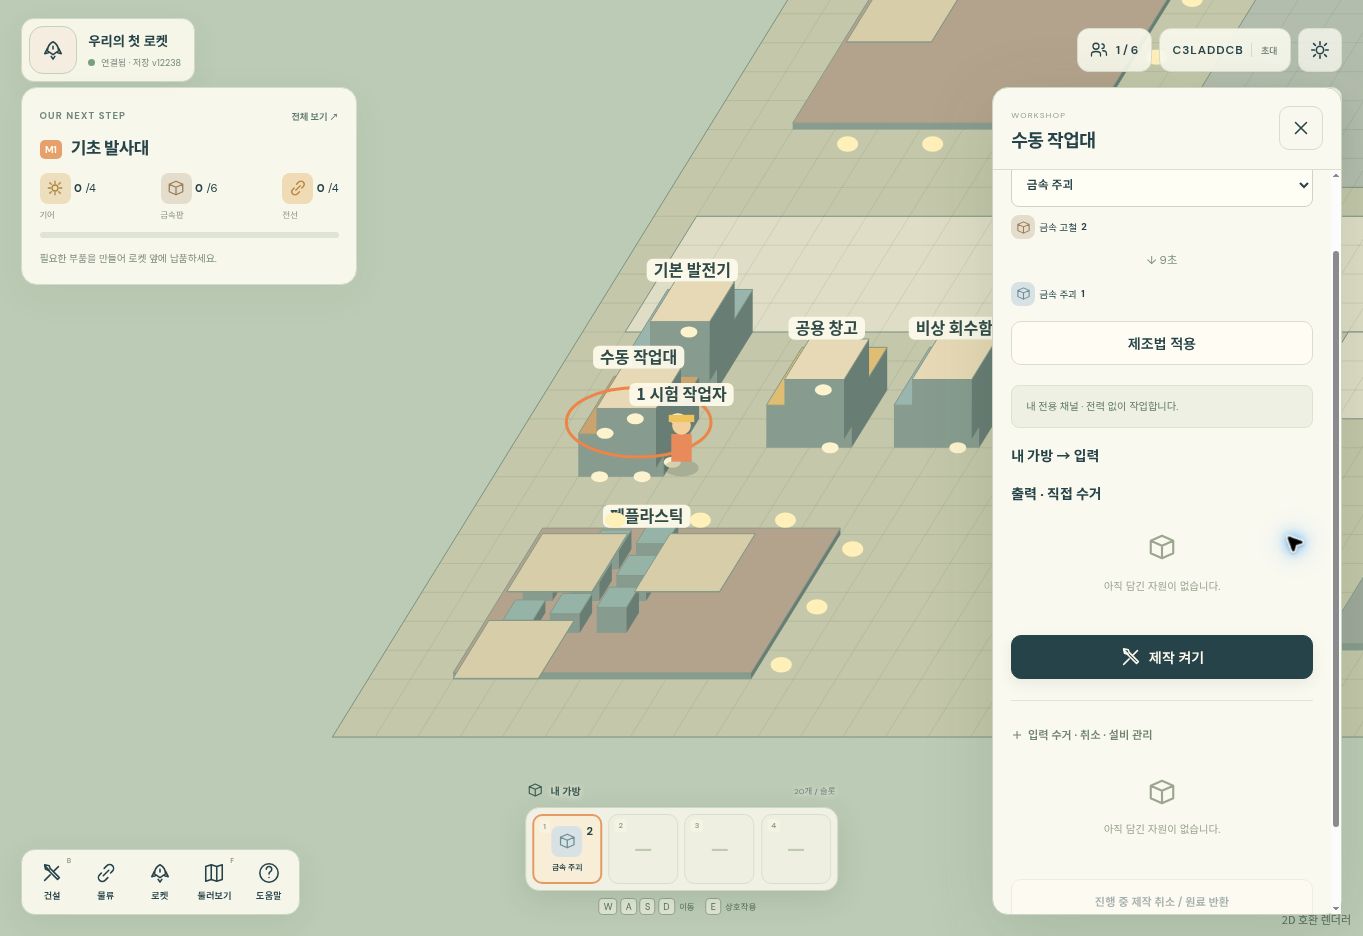 우리의 첫 로켓
연결됨 · 저장 v12238
OUR NEXT STEP
전체 보기 ↗
M1 기초 발사대
0 /4
0 /6
0 /4
기어
금속판
전선
필요한 부품을 만들어 로켓 옆에 납품하세요.
1 / 6
C3LADDCB
초대
WORKSHOP
수동 작업대
금속 주괴
금속 고철 2
↓ 9초
금속 주괴 1
제조법 적용
내 전용 채널 · 전력 없이 작업합니다.
내 가방 → 입력
출력 · 직접 수거
아직 담긴 자원이 없습니다.
제작 켜기
+ 입력 수거 · 취소 · 설비 관리
아직 담긴 자원이 없습니다.
진행 중 제작 취소 / 원료 반환
기본 발전기
공용 창고
비상 회수함
수동 작업대
1 시험 작업자
플라스틱
내 가방
20개 / 슬롯
1
2
금속 주괴
2
3
4
W A S D 이동 E 상호작용
B
건설
물류
로켓
F
둘러보기
도움말
2D 호환 렌더러